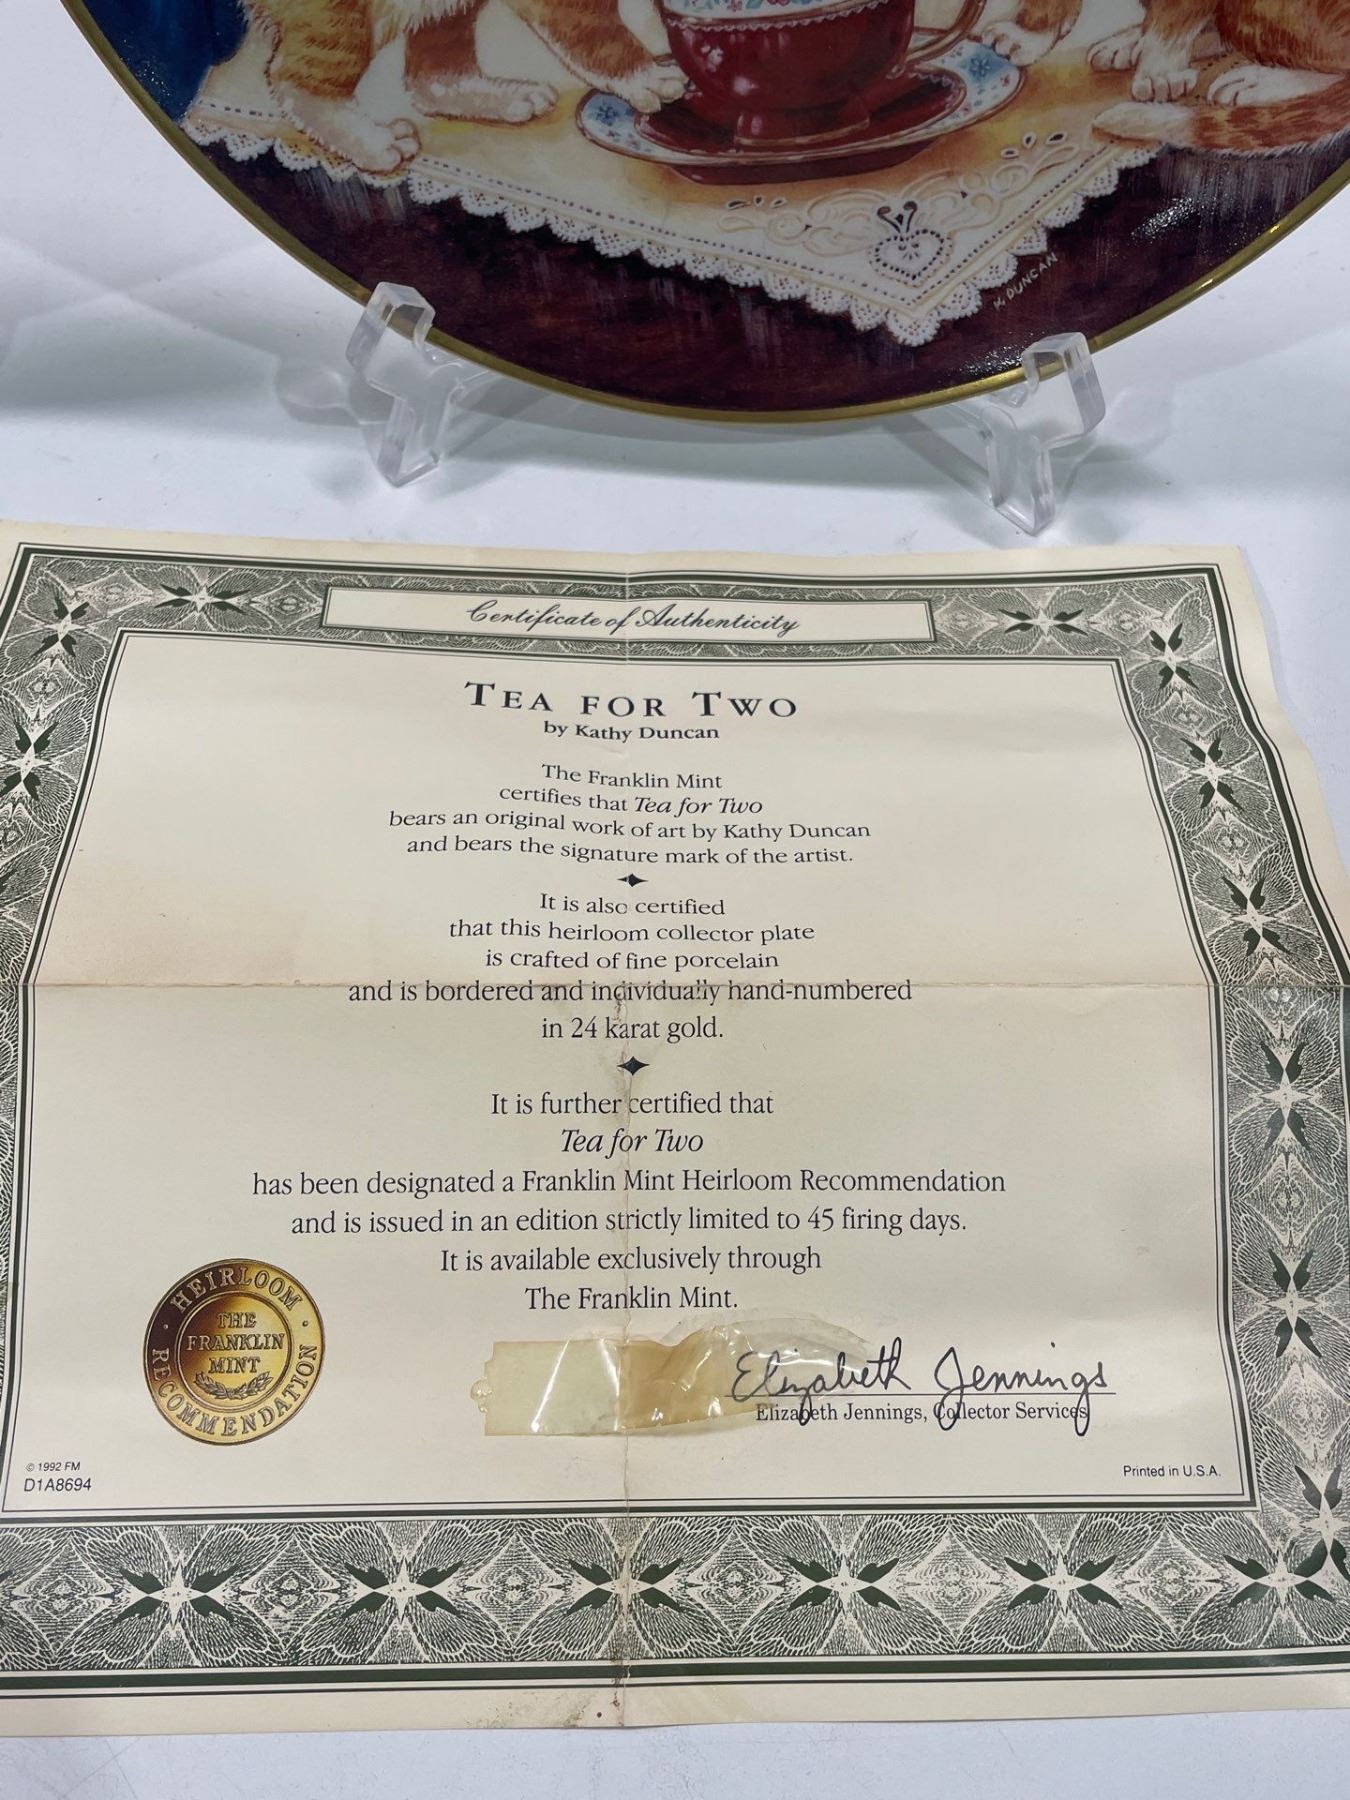 K. DUNCAN
Certificate of Authenticity
TEA FOR TWO
by Kathy Duncan
The Franklin Mint
certifies that Tea for Two
bears an original work of art by Kathy Duncan
and bears the signature mark of the artist.
It is also certified
that this heirloom collector plate
is crafted of fine porcelain
and is bordered and individually hand-numbered
in 24 karat gold.
It is further certified that
Tea for Two
has been designated a Franklin Mint Heirloom Recommendation
and is issued in an edition strictly limited to 45 firing days.
It is available exclusively through
The Franklin Mint.
HEIRLOOM
THE
FRANKLIN
MINT
RECOMMENDATION
Elizabeth Jennings
Elizabeth Jennings, Collector Services
© 1992 FM
D1A8694
Printed in U.S.A.